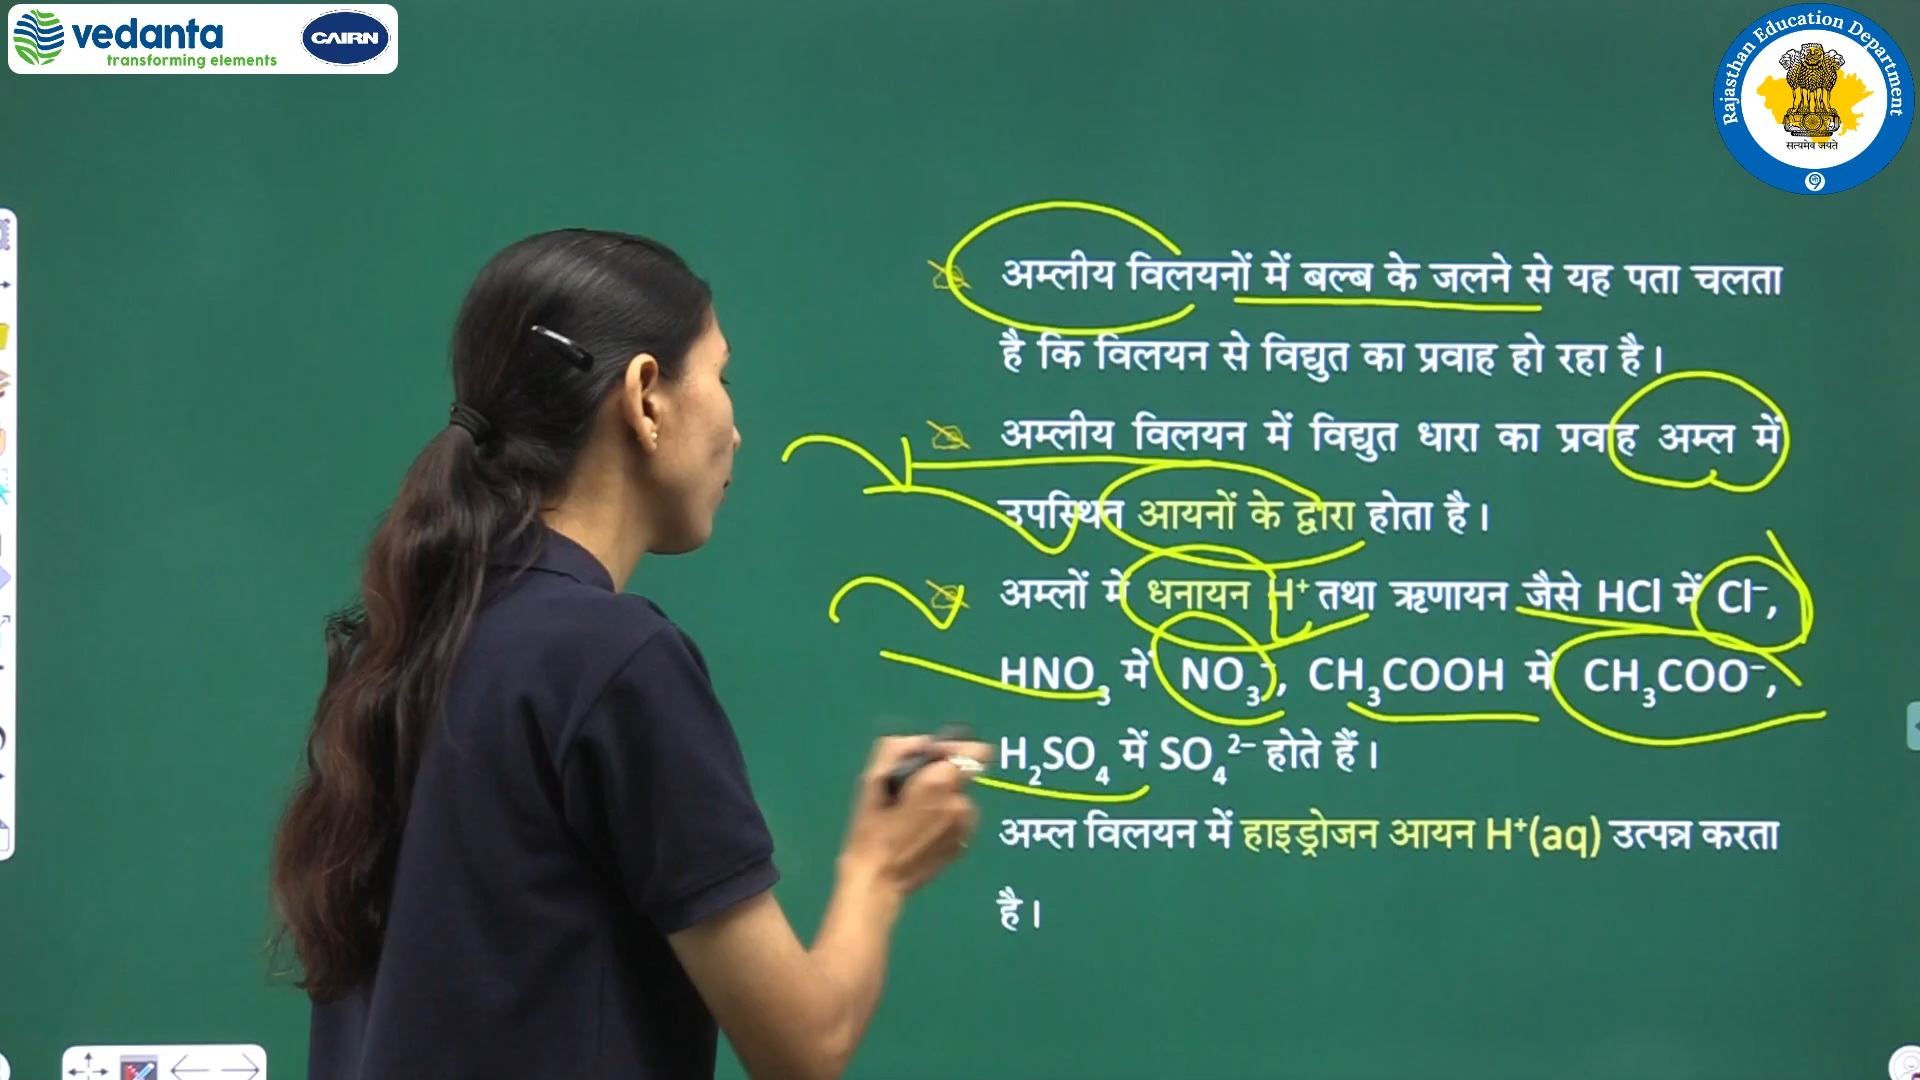 vedanta
transforming elements
CAIRN
Rajasthan Education Department
सत्यमेव जयते
अम्लीय विलयनों में बल्ब के जलने से यह पता चलता
है कि विलयन से विद्युत का प्रवाह हो रहा है।
अम्लीय विलयन में विद्युत धारा का प्रवाह अम्ल में
उपस्थित आयनों के द्वारा होता है।
अम्लों में धनायन H⁺ तथा ऋणायन जैसे HCl में Cl⁻,
HNO₃ में NO₃⁻, CH₃COOH में CH₃COO⁻,
H₂SO₄ में SO₄²⁻ होते हैं।
अम्ल विलयन में हाइड्रोजन आयन H⁺(aq) उत्पन्न करता
है।